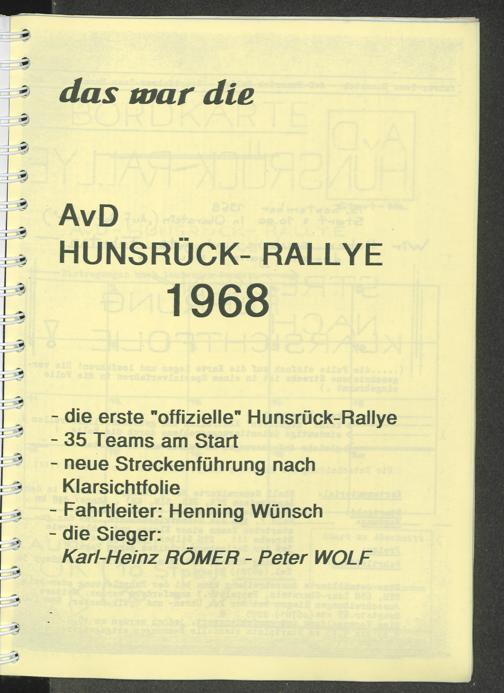 das war die
AvD
HUNSRÜCK- RALLYE
1968
- die erste "offizielle" Hunsrück-Rallye
- 35 Teams am Start
- neue Streckenführung nach
Klarsichtfolie
- Fahrtleiter: Henning Wünsch
- die Sieger:
Karl-Heinz RÖMER - Peter WOLF